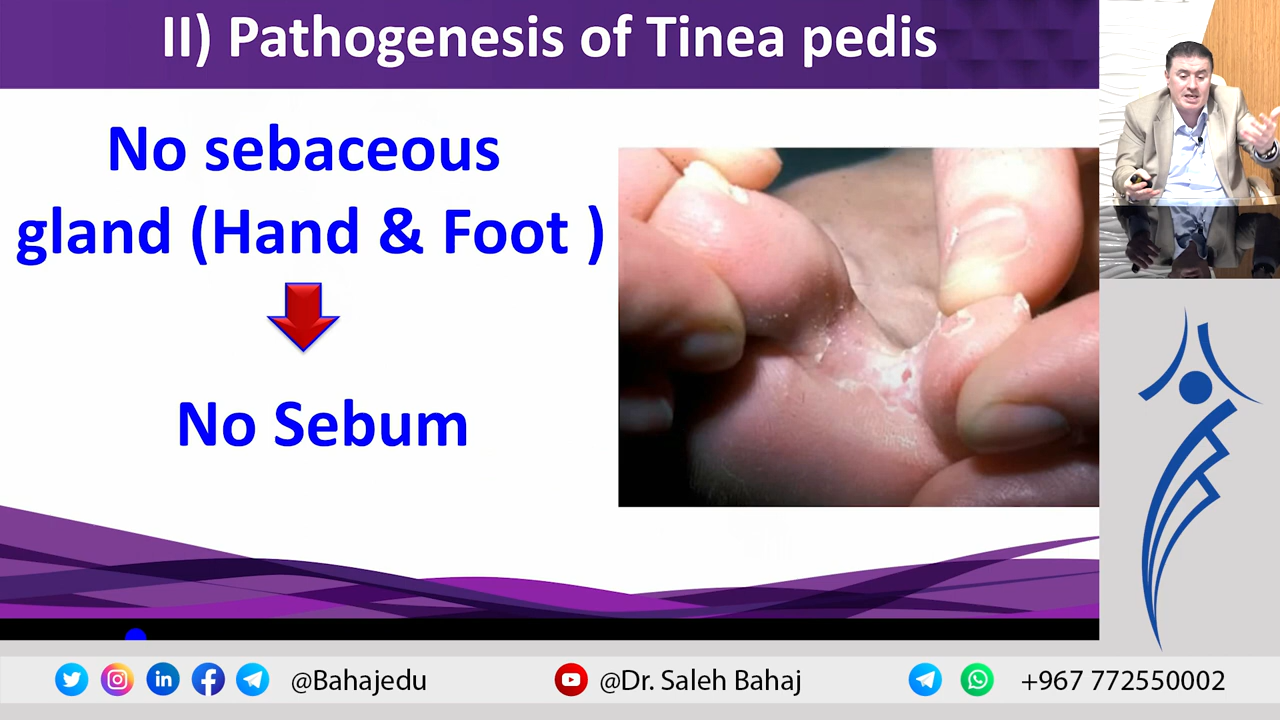 II) Pathogenesis of Tinea pedis
No sebaceous
gland (Hand & Foot )
No Sebum
@Bahajedu
@Dr. Saleh Bahaj
+967 772550002